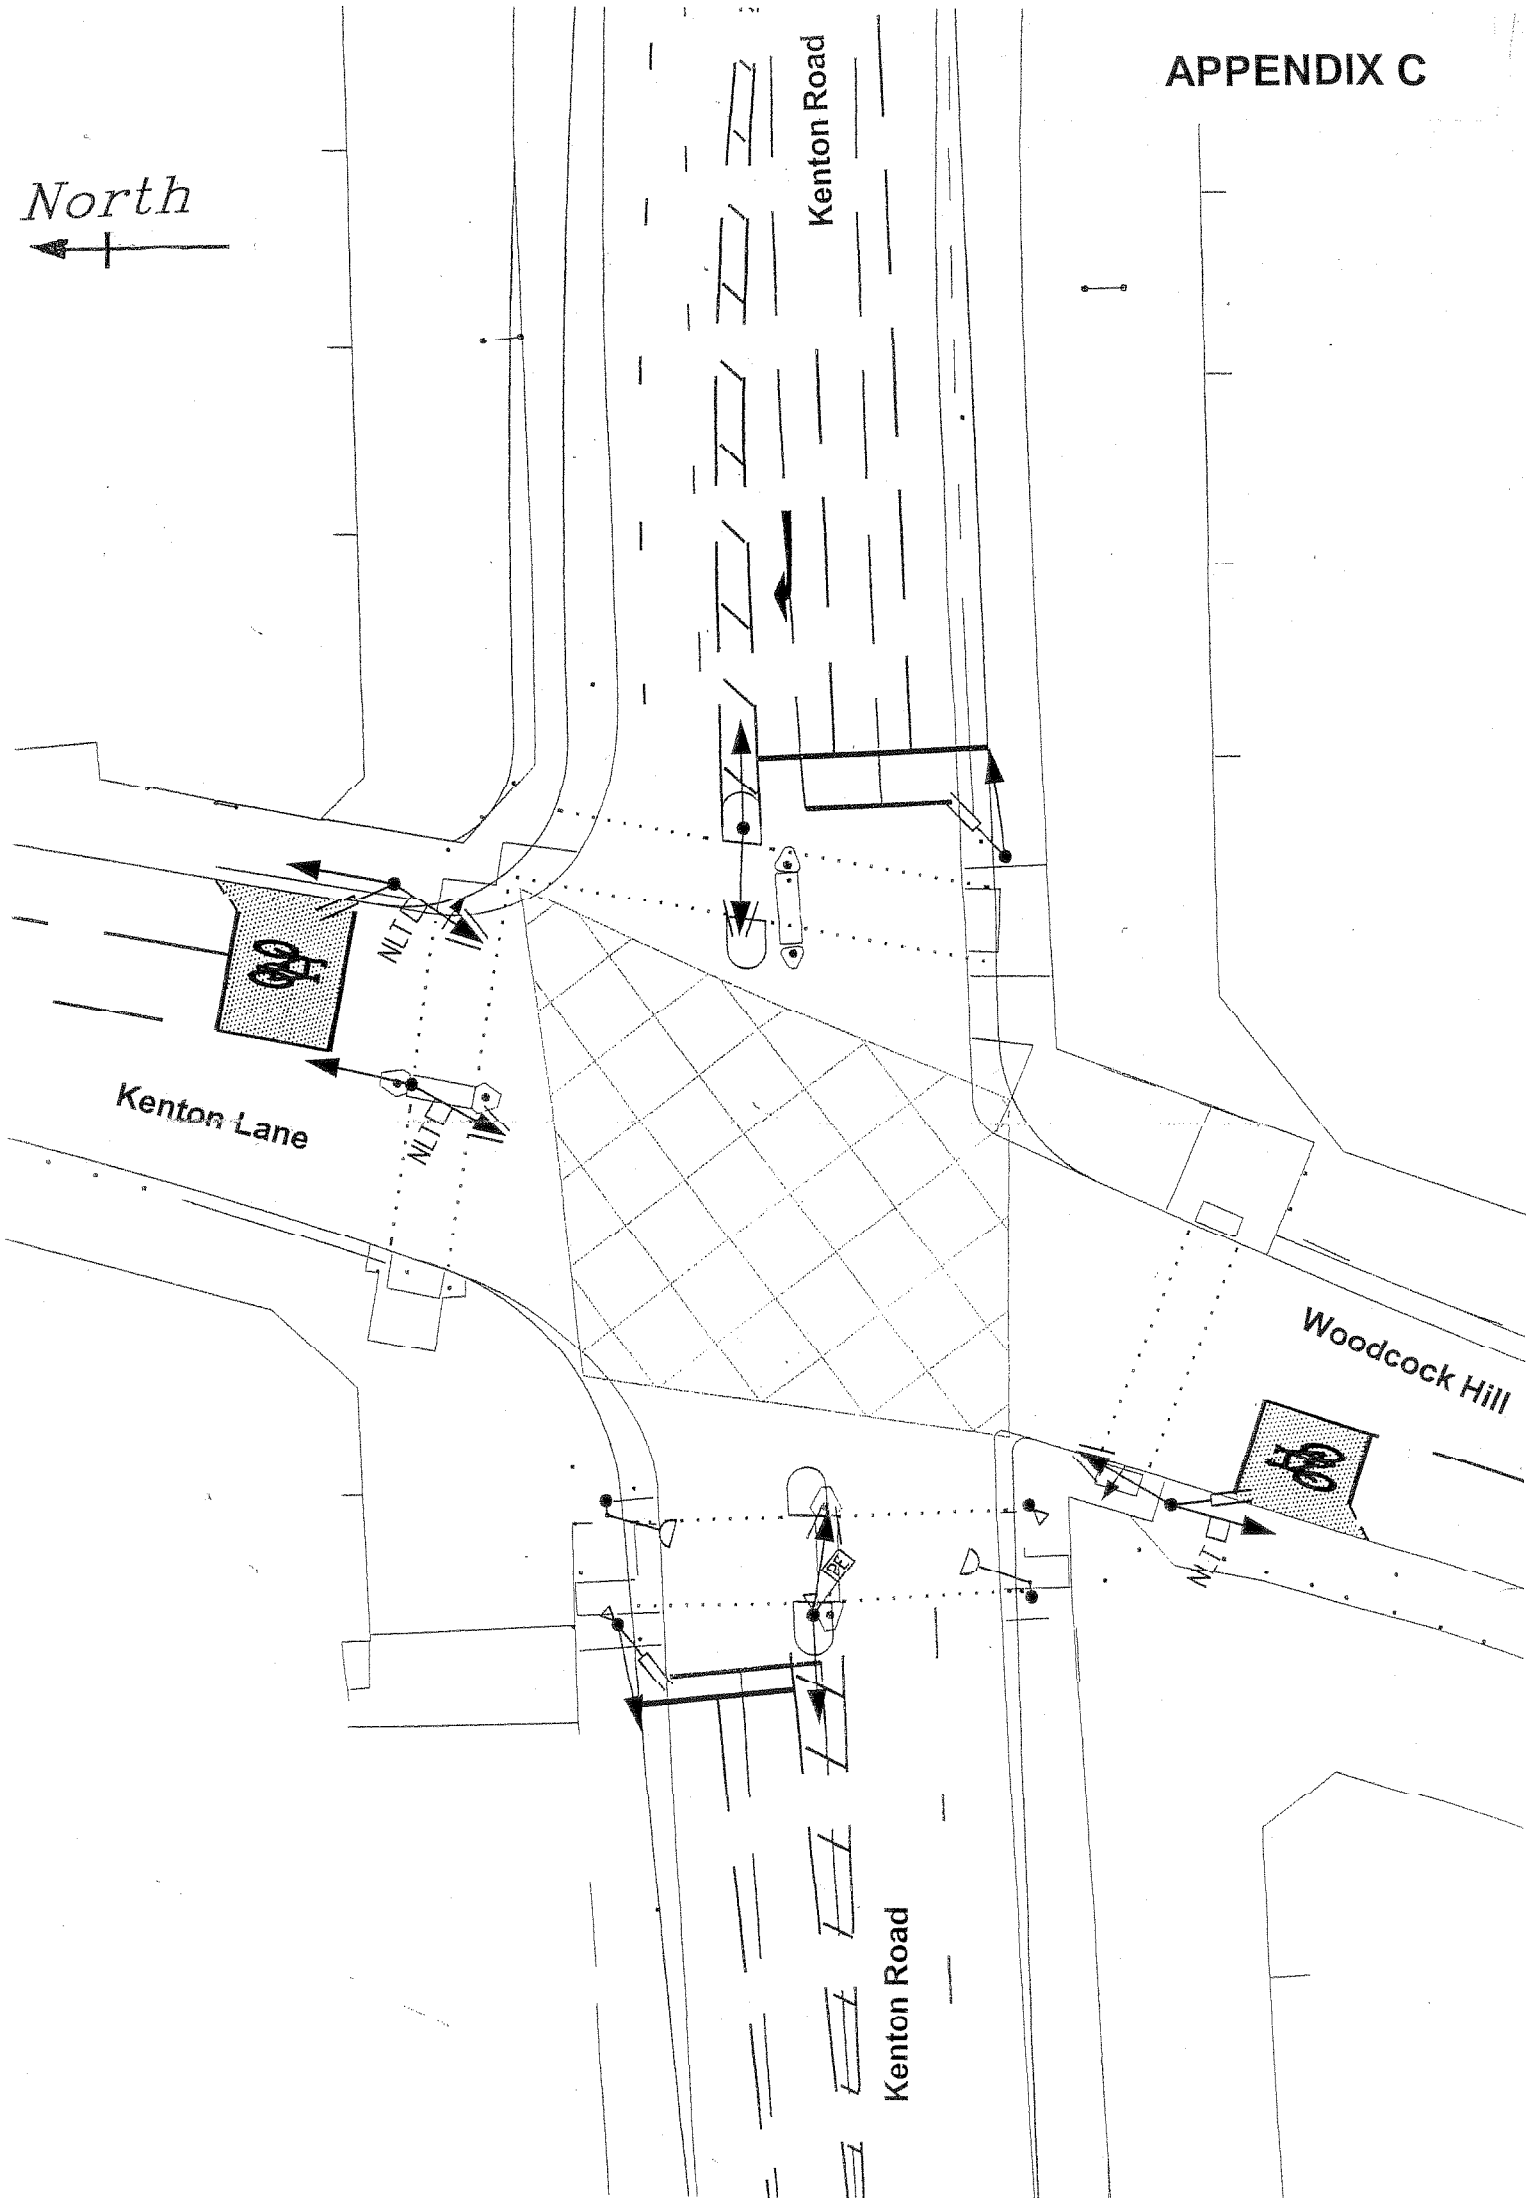 APPENDIX C
Kenton Road
North
NLT
Kenton Lane
NLT
Woodcock Hill
PE
NLT
Kenton Road